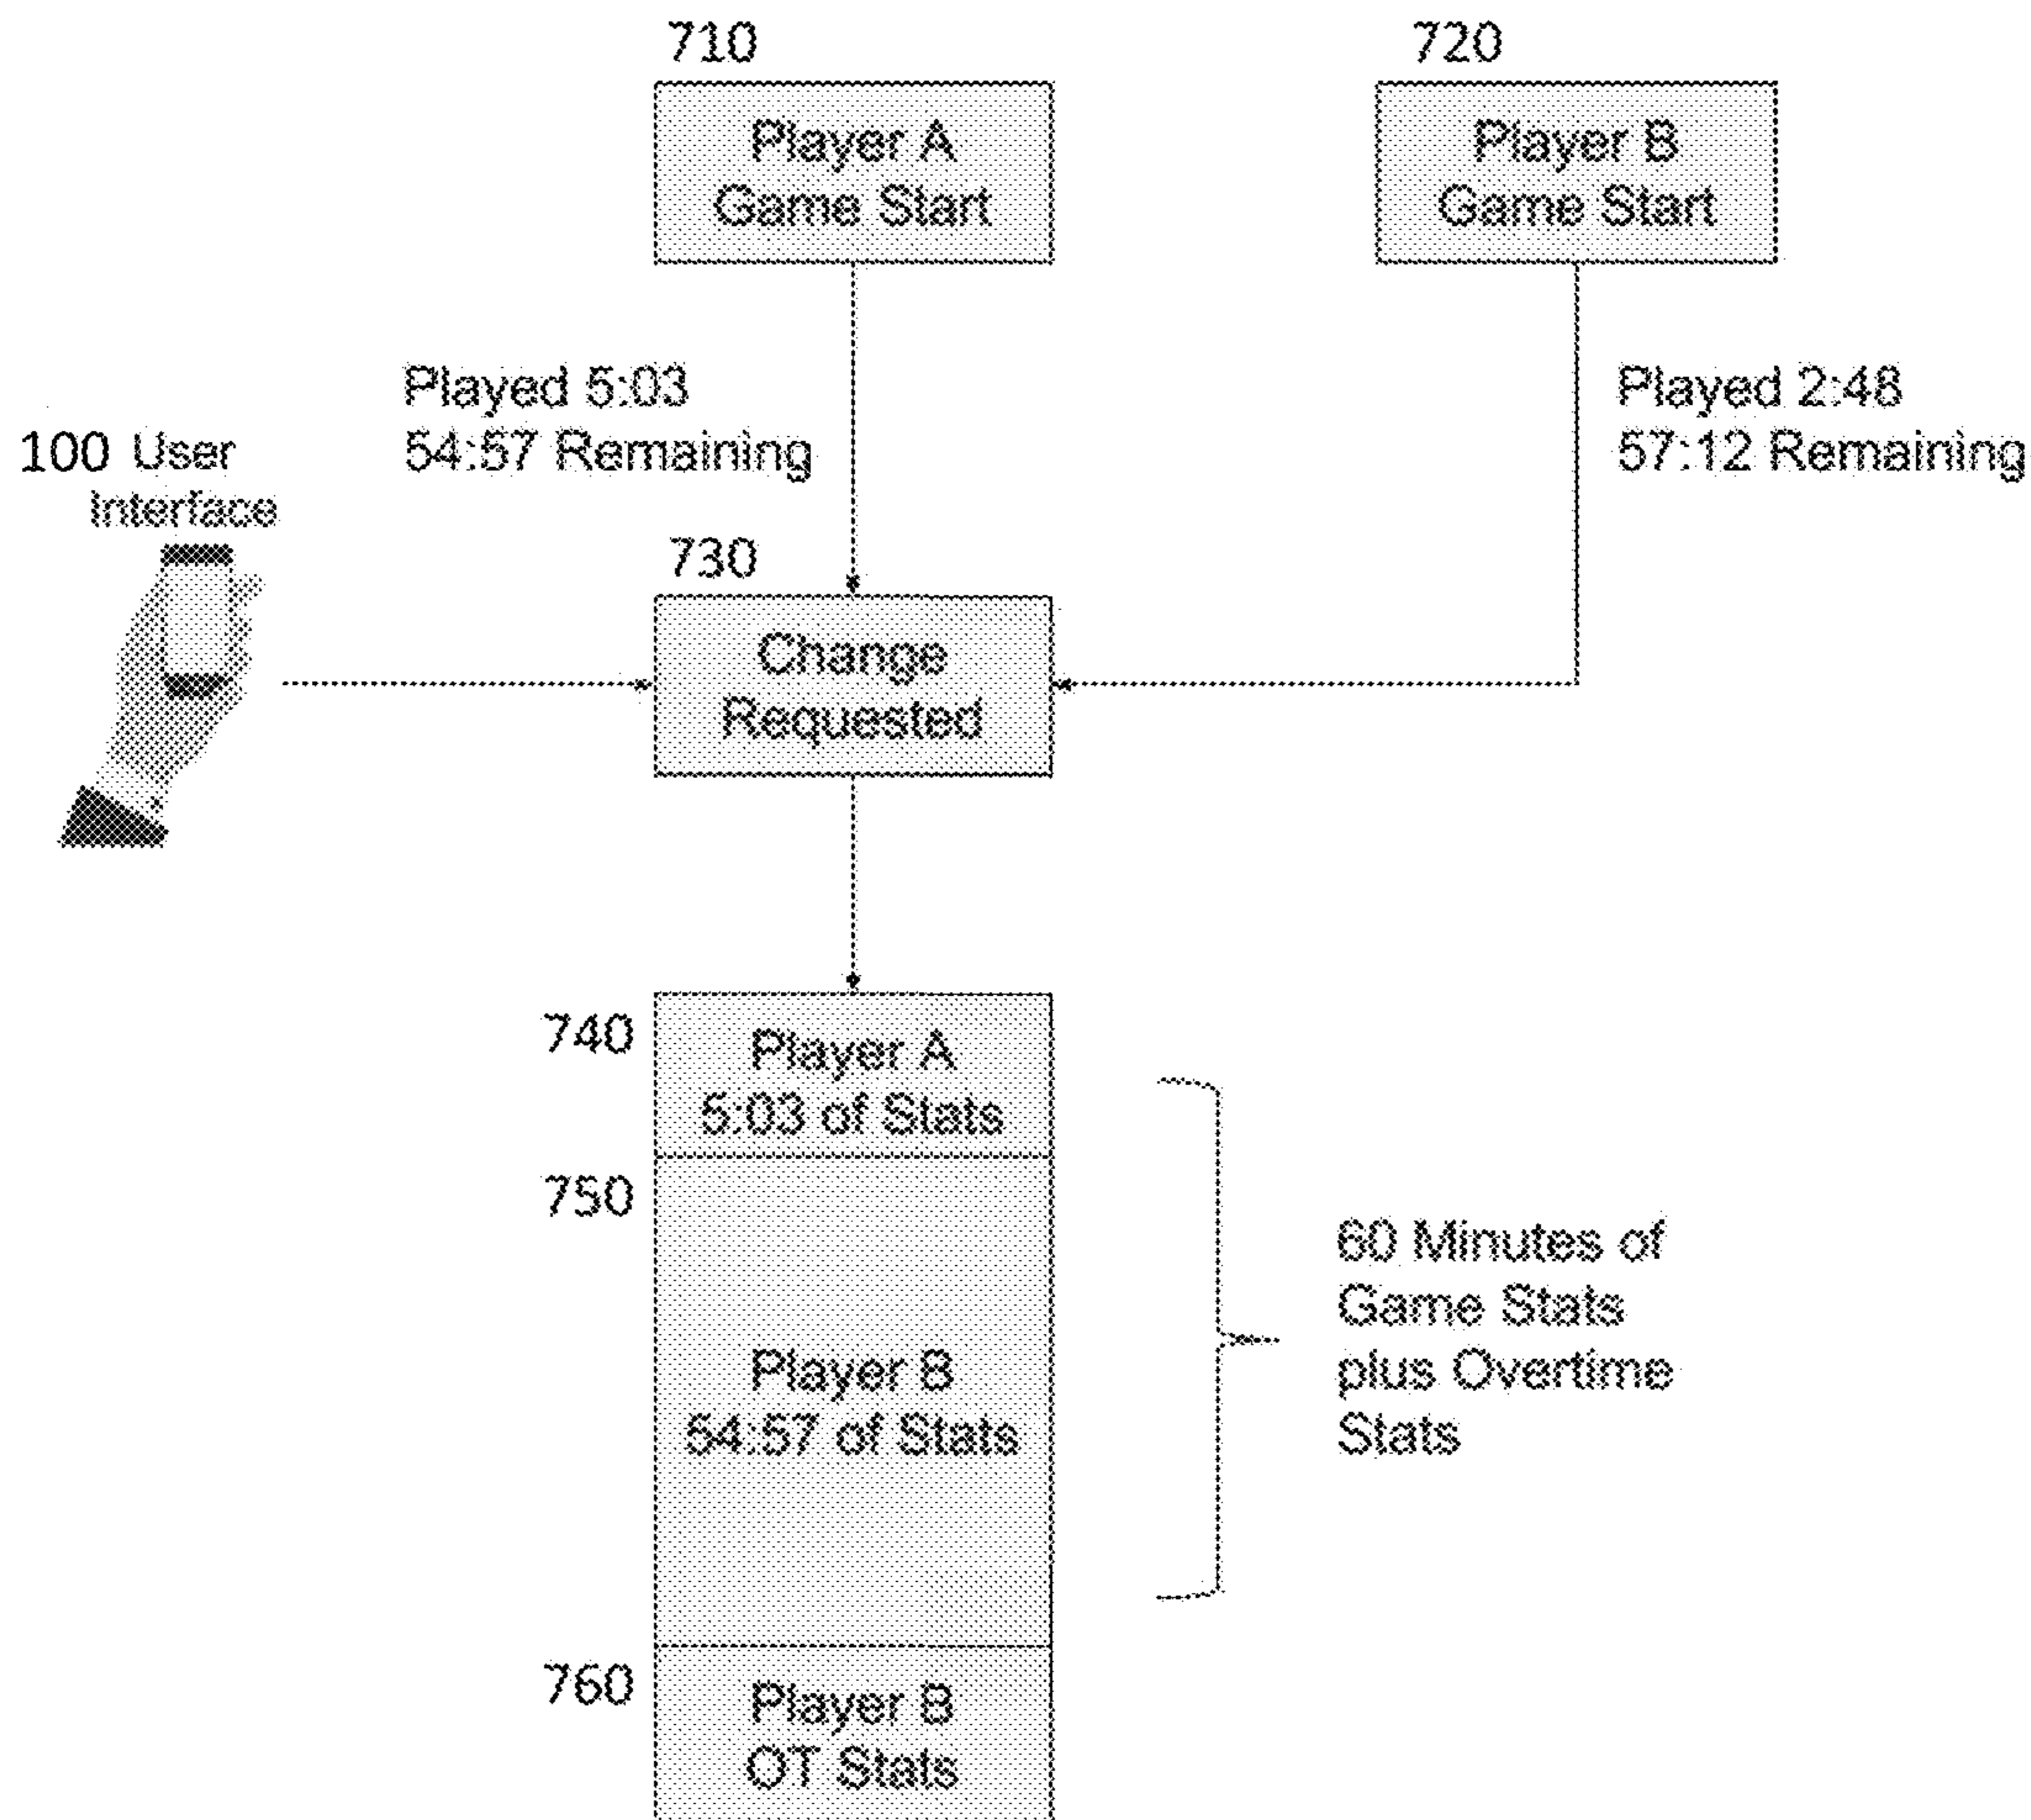 710
Player A
Game Start
720
Player B
Game Start
Played 5:03
54:57 Remaining
Played 2:48
57:12 Remaining
100 User
Interface
730
Change
Requested
740
Player A
5:03 of Stats
750
Player B
54:57 of Stats
60 Minutes of
Game Stats
plus Overtime
Stats
760
Player B
OT Stats